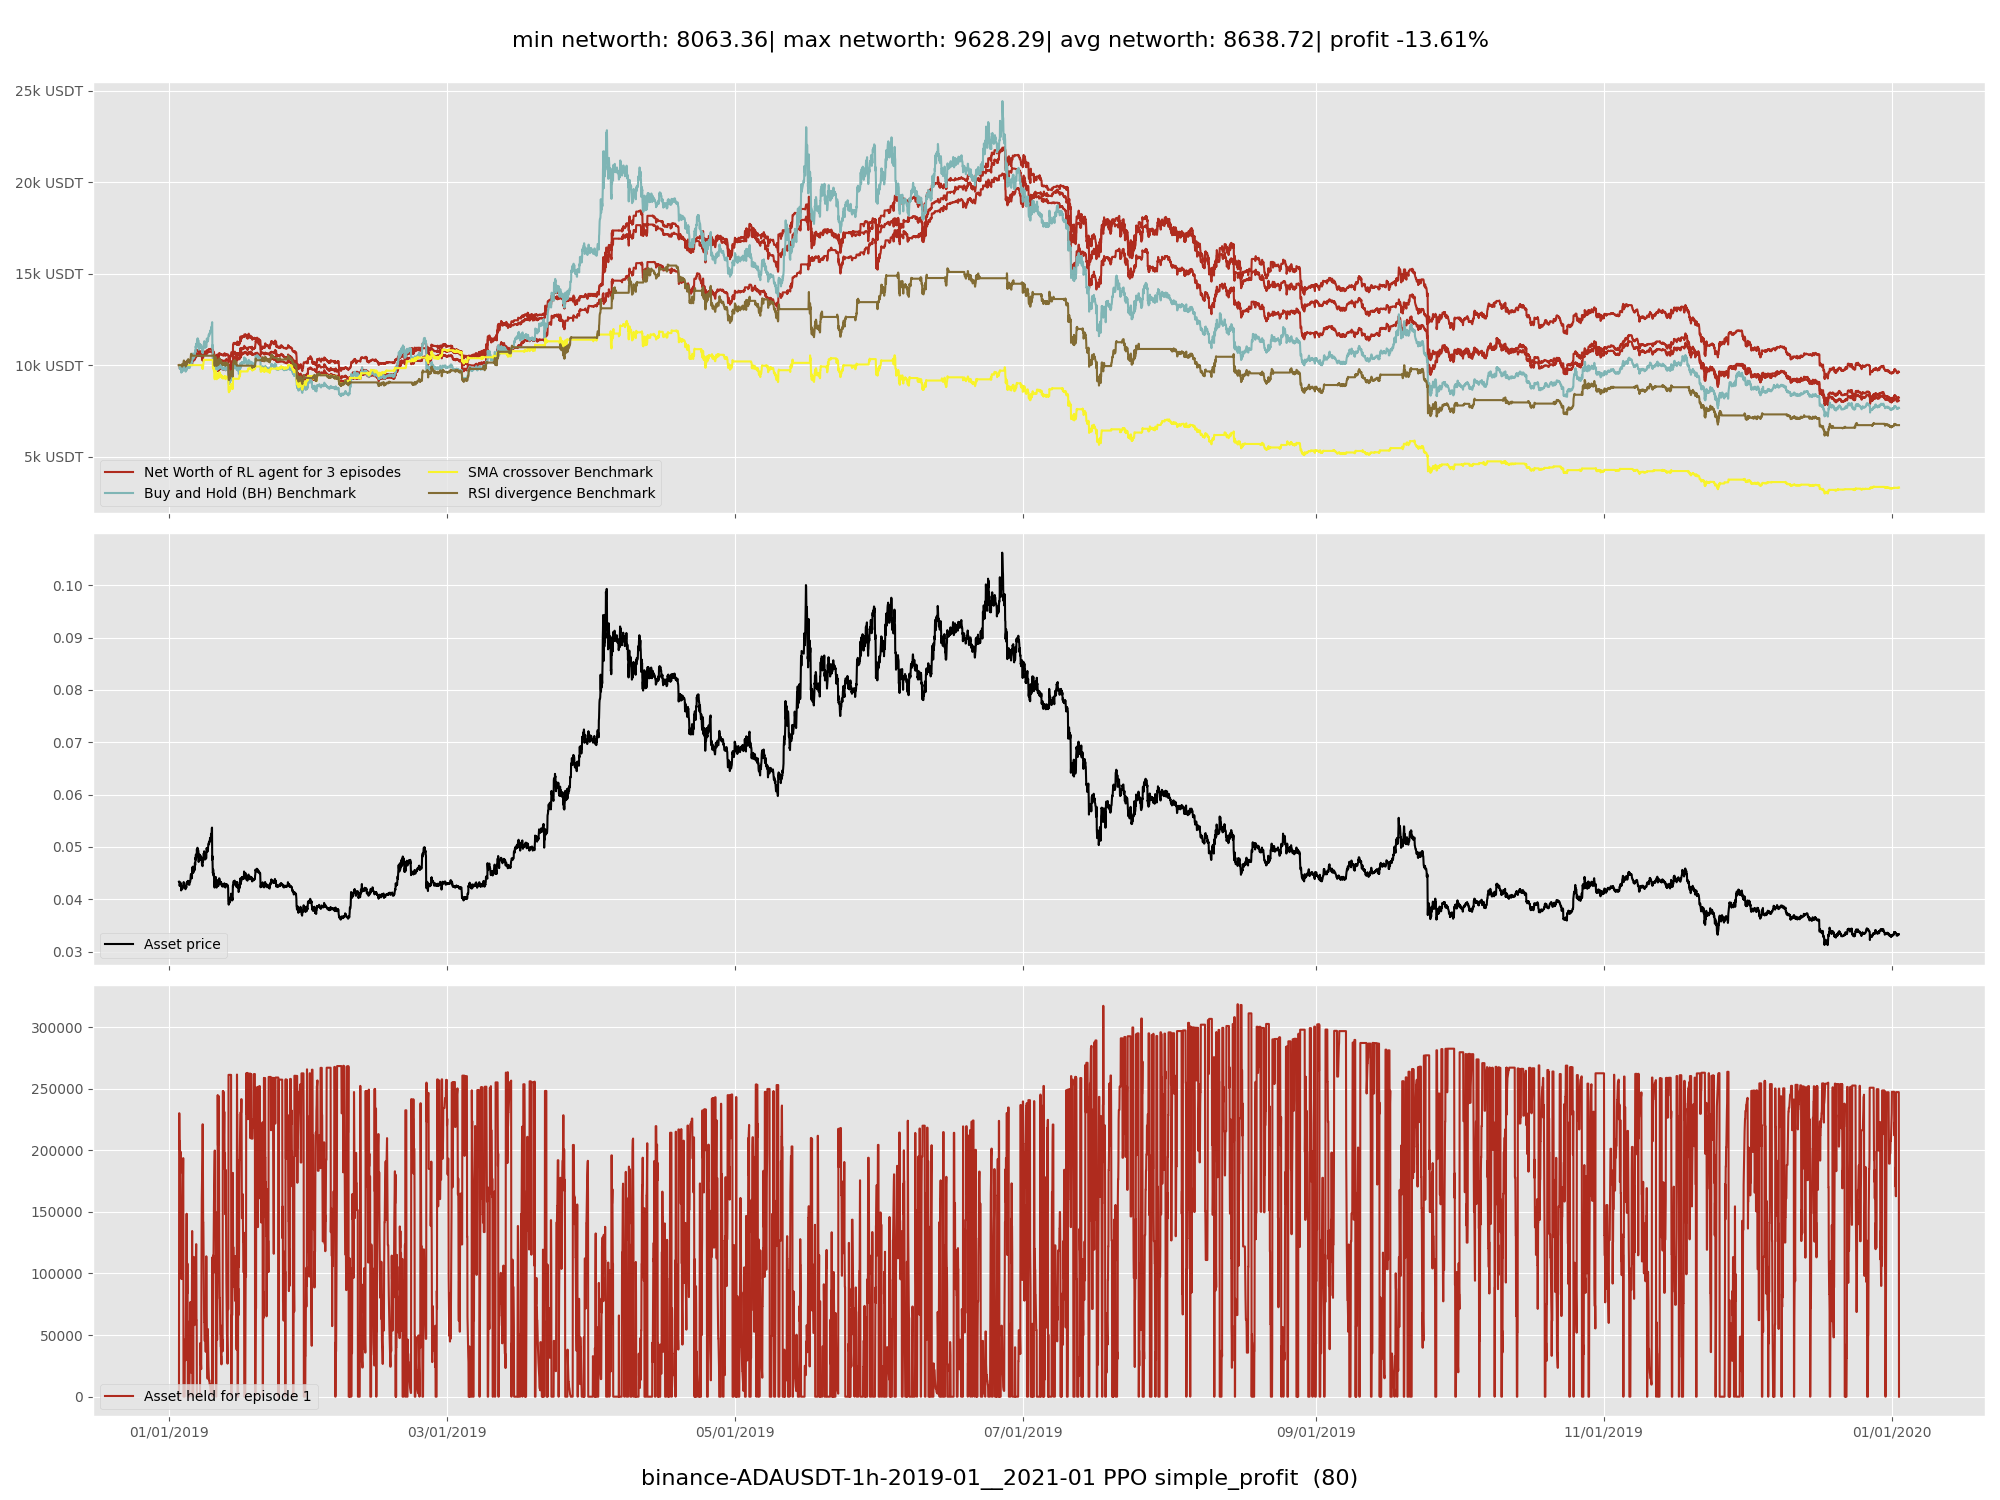 min networth: 8063.36| max networth: 9628.29| avg networth: 8638.72| profit -13.61%
25k USDT
20k USDT
15k USDT
10k USDT
5k USDT
Net Worth of RL agent for 3 episodes
Buy and Hold (BH) Benchmark
SMA crossover Benchmark
RSI divergence Benchmark
0.10
0.09
0.08
0.07
0.06
0.05
0.04
0.03
Asset price
300000
250000
200000
150000
100000
50000
0
Asset held for episode 1
01/01/2019 03/01/2019 05/01/2019 07/01/2019 09/01/2019 11/01/2019 01/01/2020
binance-ADAUSDT-1h-2019-01__2021-01 PPO simple_profit  (80)